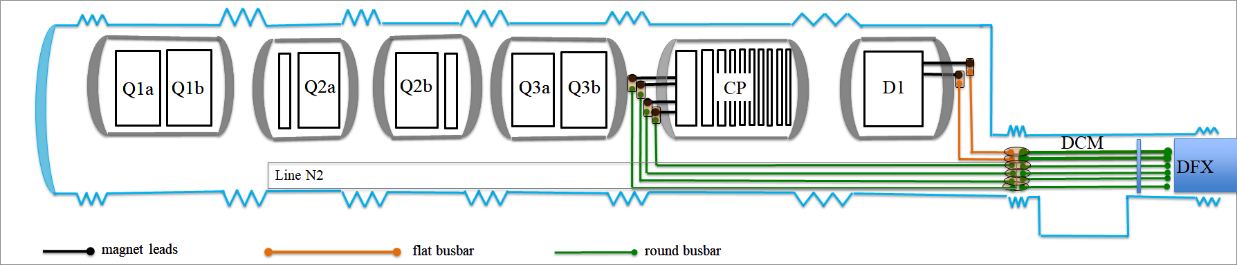 Q1a Q1b Q2a Q2b Q3a Q3b CP D1
DCM
DFX
Line N2
magnet leads flat busbar round busbar